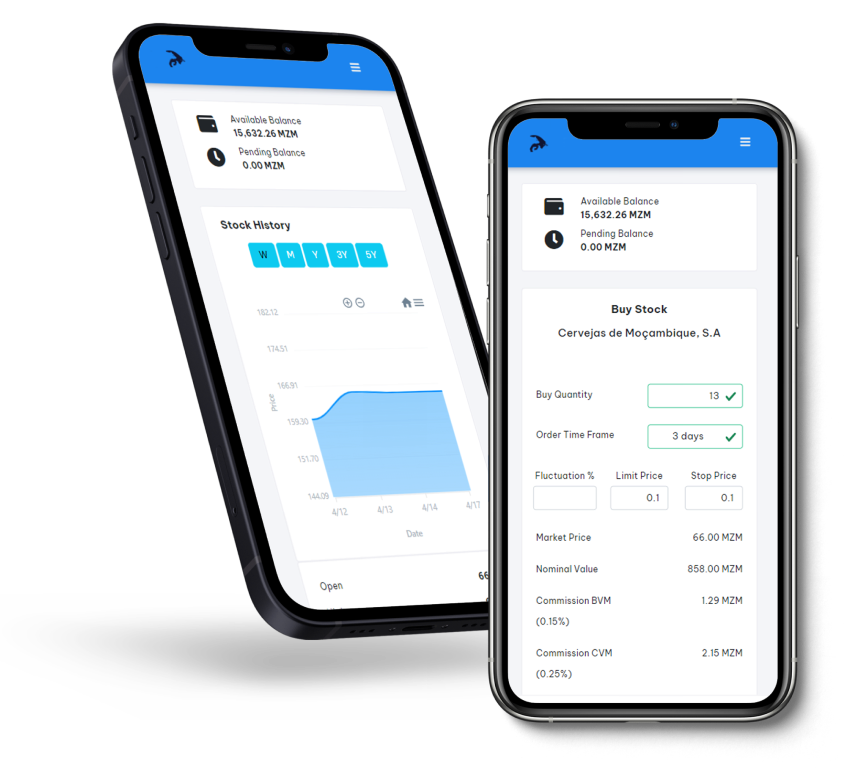 Available Balance
15,632.26 MZM
Pending Balance
0.00 MZM
Stock History
W M Y 3Y 5Y
182.12
174.51
166.91
159.30
151.70
144.09
Price
4/12 4/13 4/14 4/17
Date
Open 66
Available Balance
15,632.26 MZM
Pending Balance
0.00 MZM
Buy Stock
Cervejas de Moçambique, S.A
Buy Quantity 13
Order Time Frame 3 days
Fluctuation % Limit Price Stop Price
0.1 0.1
Market Price 66.00 MZM
Nominal Value 858.00 MZM
Commission BVM 1.29 MZM
(0.15%)
Commission CVM 2.15 MZM
(0.25%)